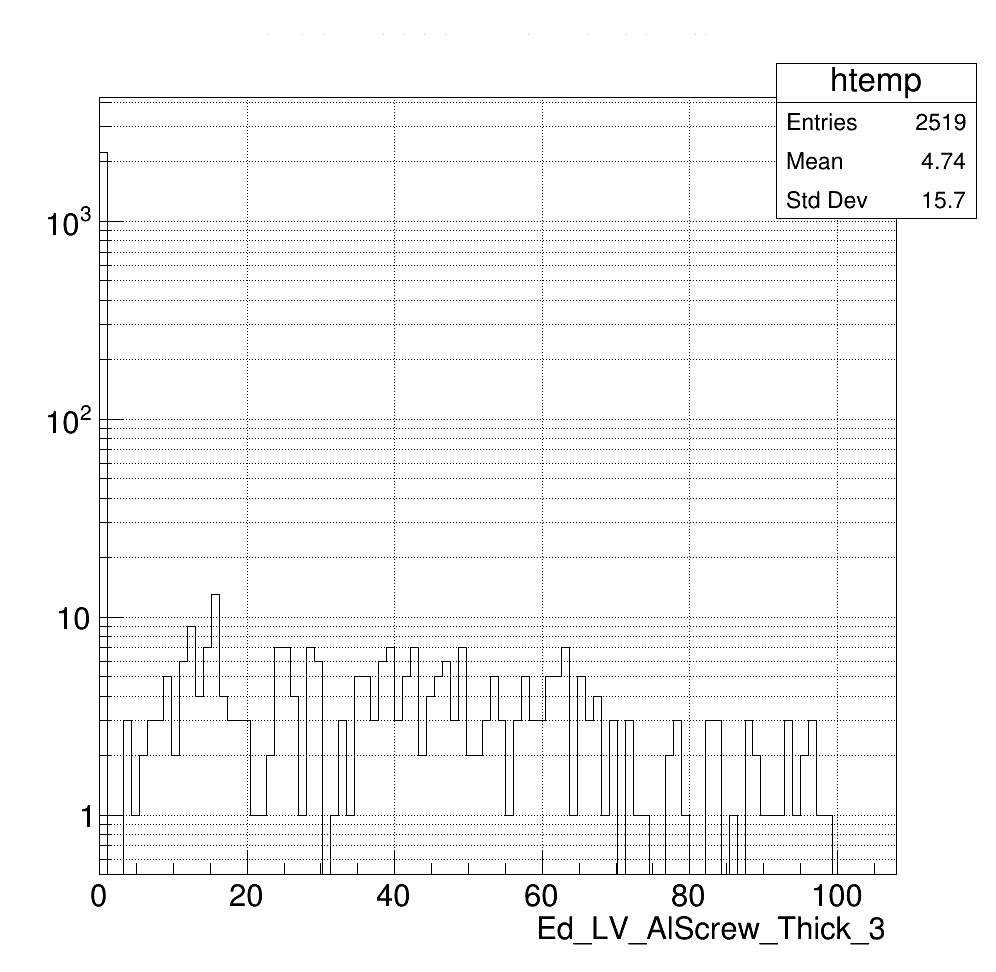 htemp
Entries 2519
Mean 4.74
Std Dev 15.7
10³
10²
10
1
0 20 40 60 80 100
Ed_LV_AlScrew_Thick_3